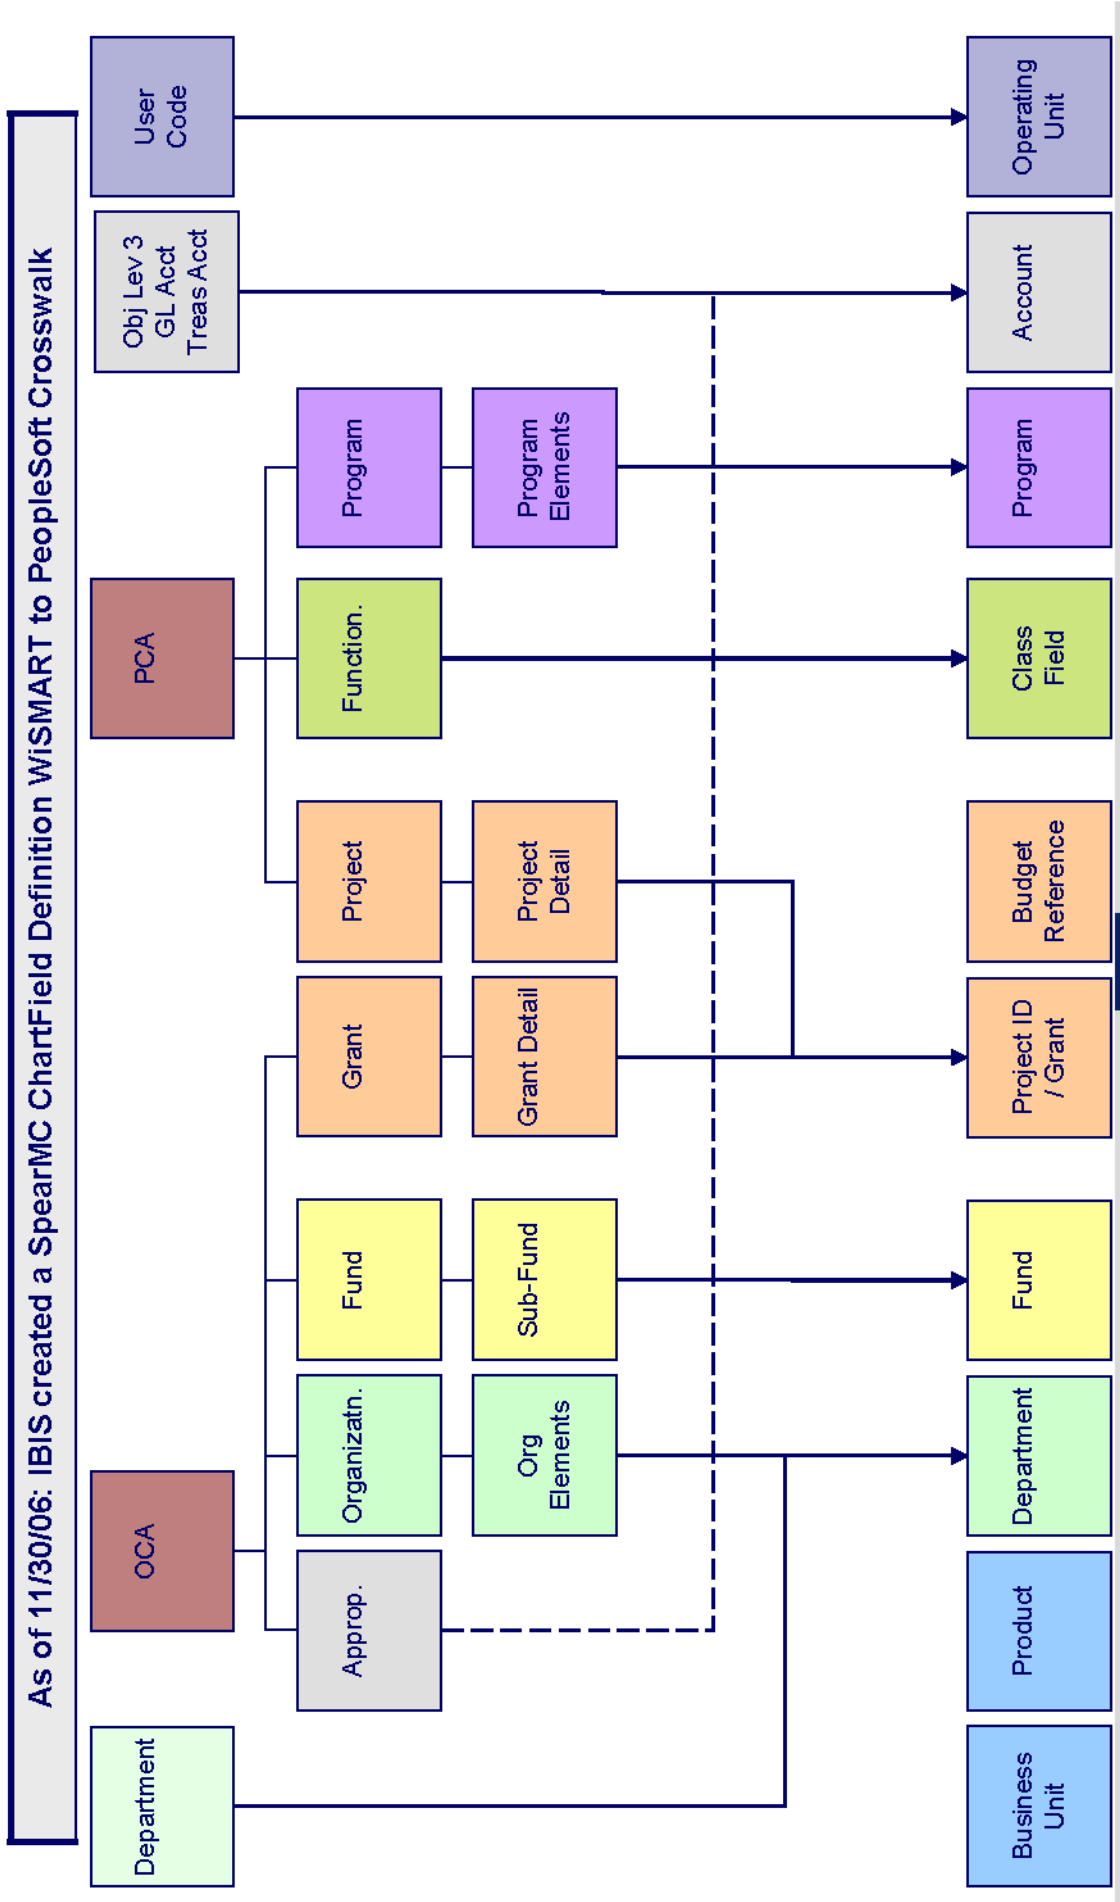 As of 11/30/06: IBIS created a SpearMC ChartField Definition WiSMART to PeopleSoft Crosswalk
Department
OCA
PCA
Obj Lev 3
GL Acct
Treas Acct
User
Code
Approp.
Organizatn.
Fund
Grant
Project
Function.
Program
Org
Elements
Sub-Fund
Grant Detail
Project
Detail
Program
Elements
Business
Unit
Product
Department
Fund
Project ID
/ Grant
Budget
Reference
Class
Field
Program
Account
Operating
Unit